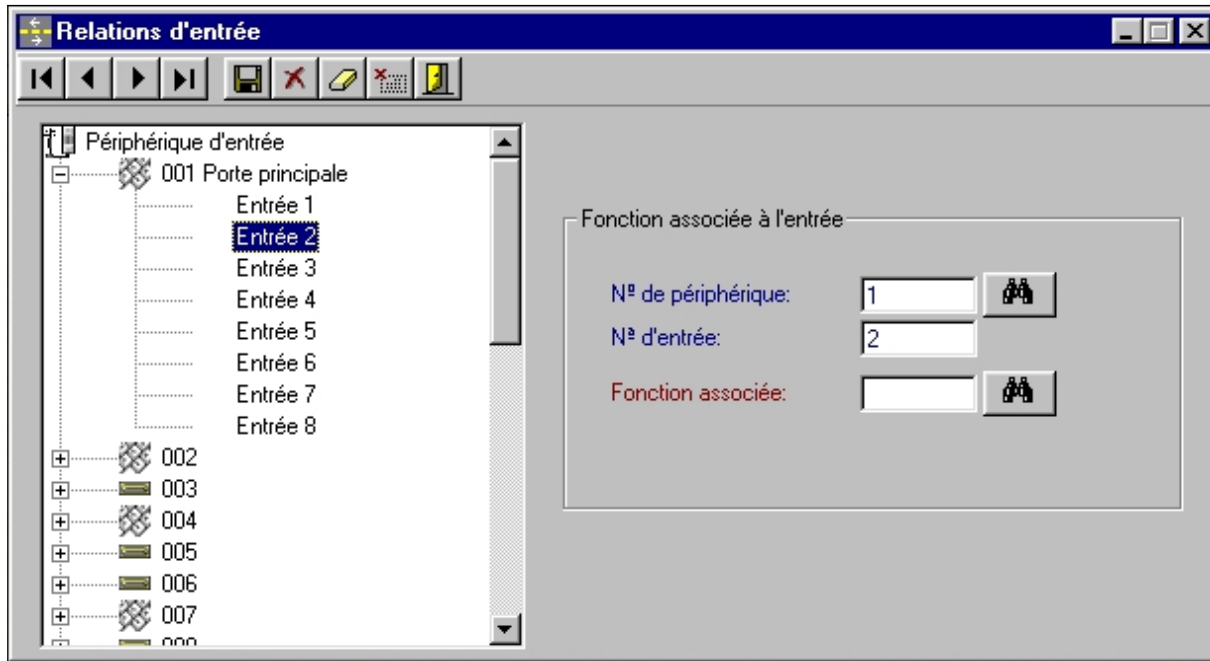 Relations d'entrée
Périphérique d'entrée
001 Porte principale
Entrée 1
Entrée 2
Entrée 3
Entrée 4
Entrée 5
Entrée 6
Entrée 7
Entrée 8
002
003
004
005
006
007
Fonction associée à l'entrée
Nº de périphérique: 1
Nª d'entrée: 2
Fonction associée: